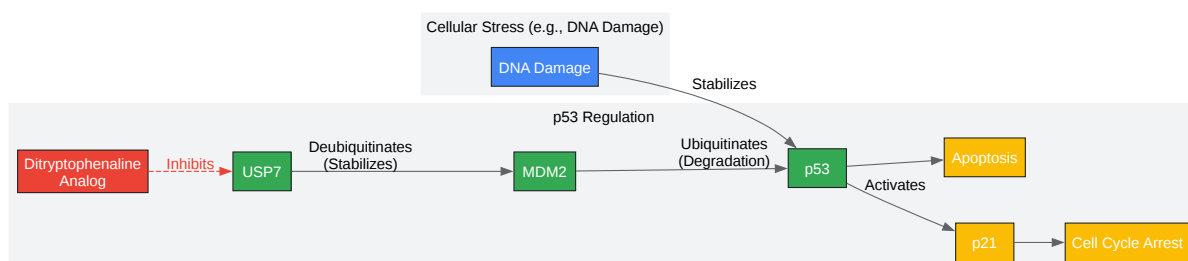 Cellular Stress (e.g., DNA Damage)
DNA Damage
Stabilizes
p53 Regulation
Ditryptophenaline
Analog
Inhibits
USP7
Deubiquitinates
(Stabilizes)
MDM2
Ubiquitinates
(Degradation)
p53
Apoptosis
Activates
p21
Cell Cycle Arrest